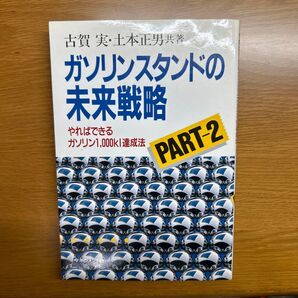 古賀 実・土本正男共著
ガソリンスタンドの
未来戦略
やればできる
ガソリン1,000kl達成法
PART-2